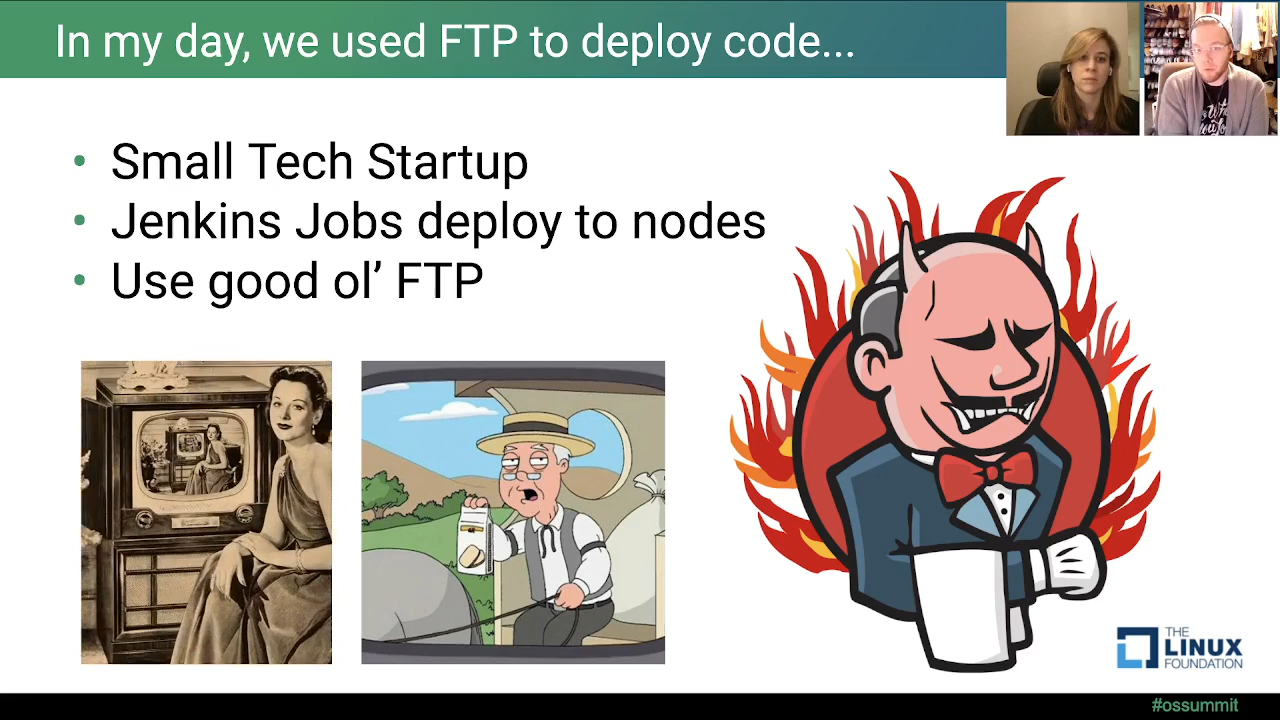 In my day, we used FTP to deploy code...
• Small Tech Startup
• Jenkins Jobs deploy to nodes
• Use good ol’ FTP
THE
LINUX
FOUNDATION
#ossummit